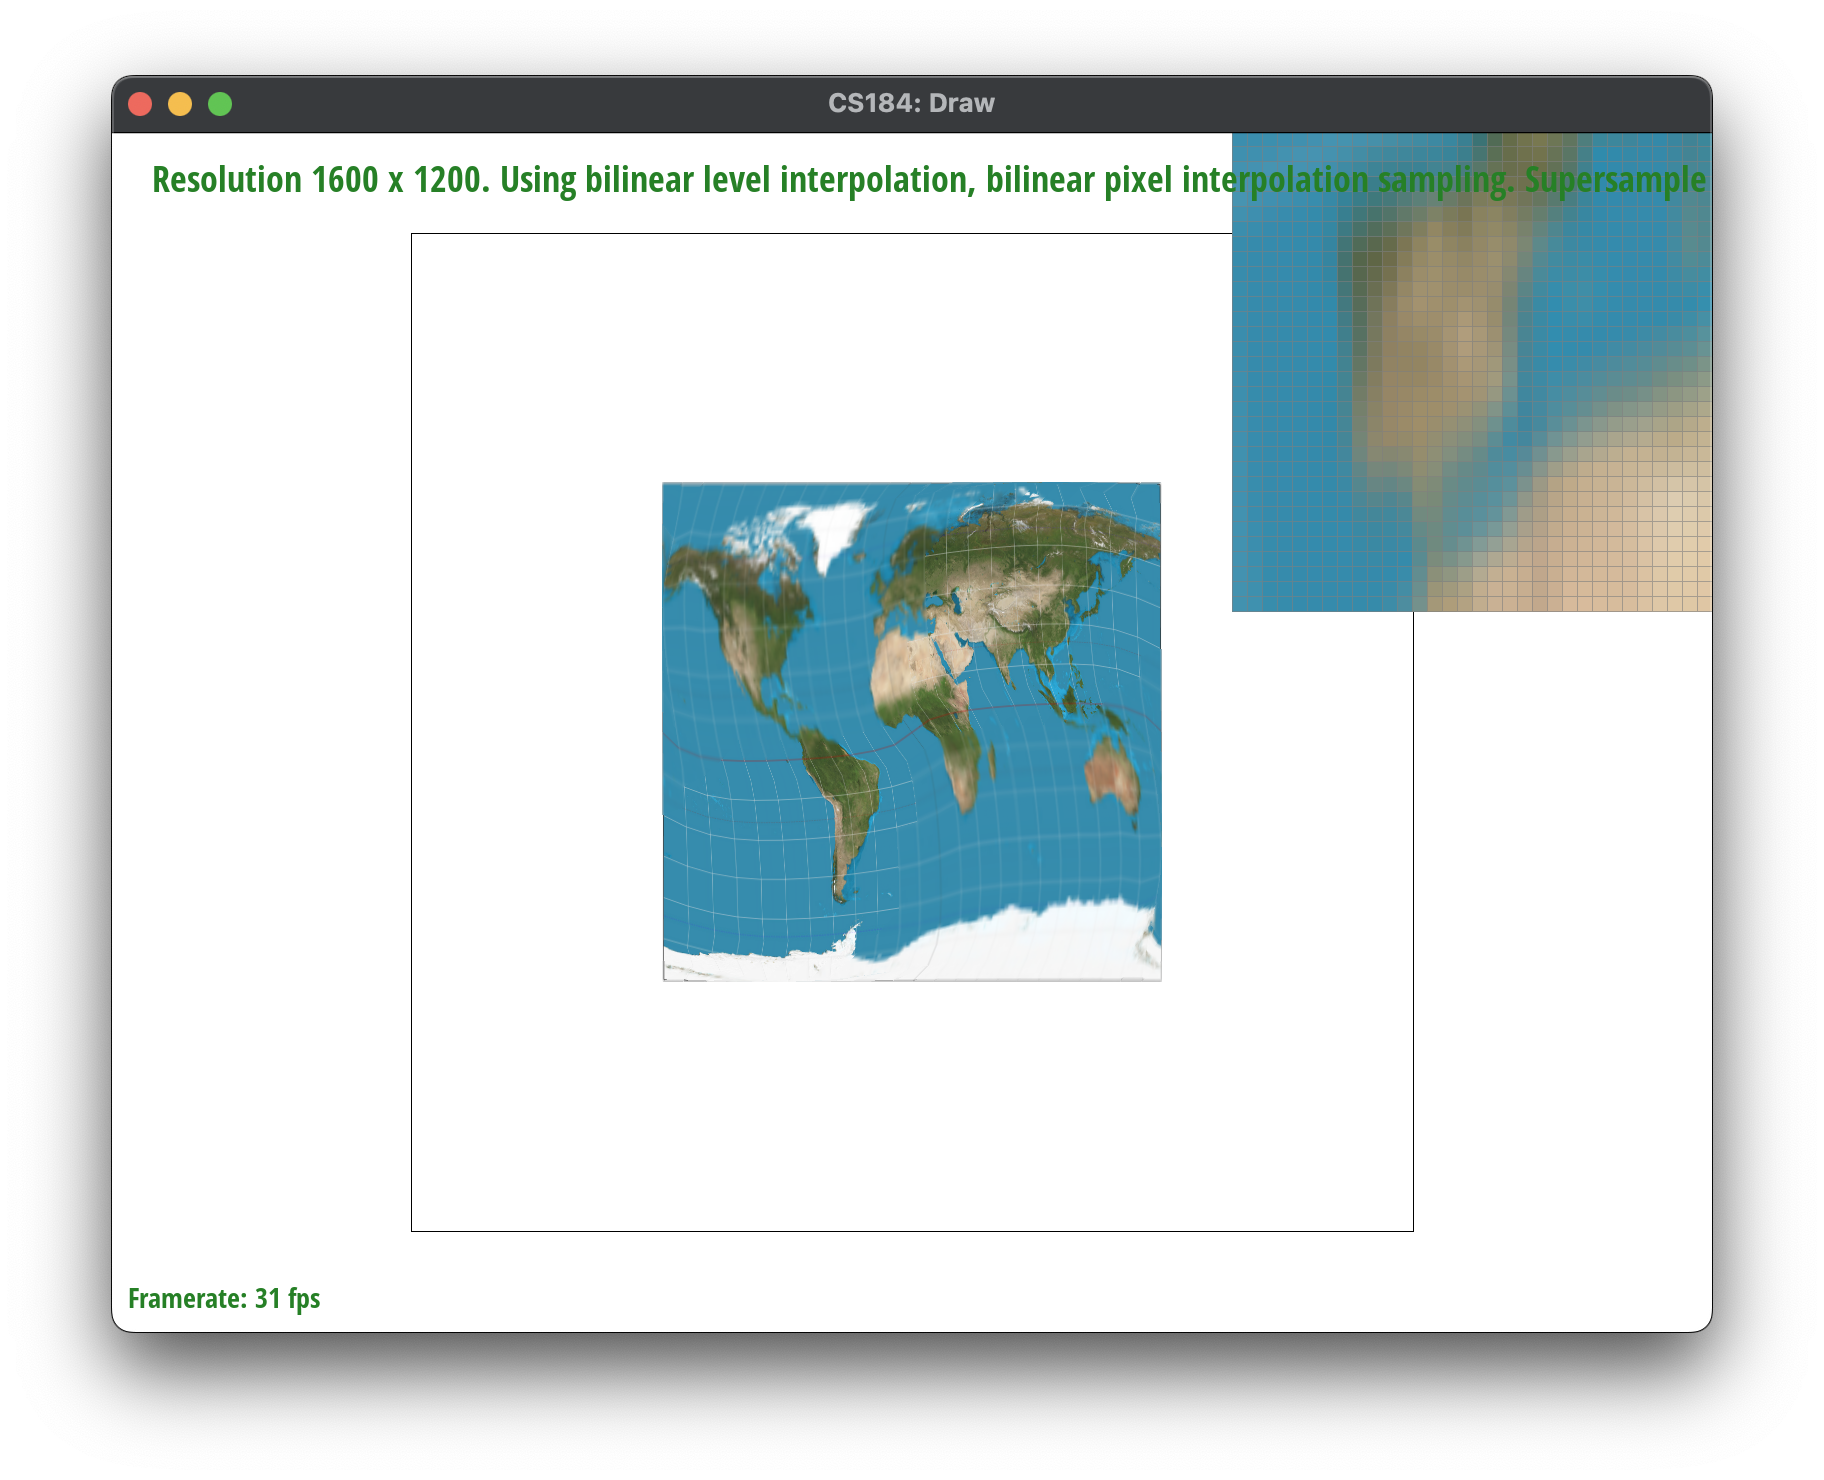 CS184: Draw
Resolution 1600 x 1200. Using bilinear level interpolation, bilinear pixel interpolation sampling. Supersample
Framerate: 31 fps